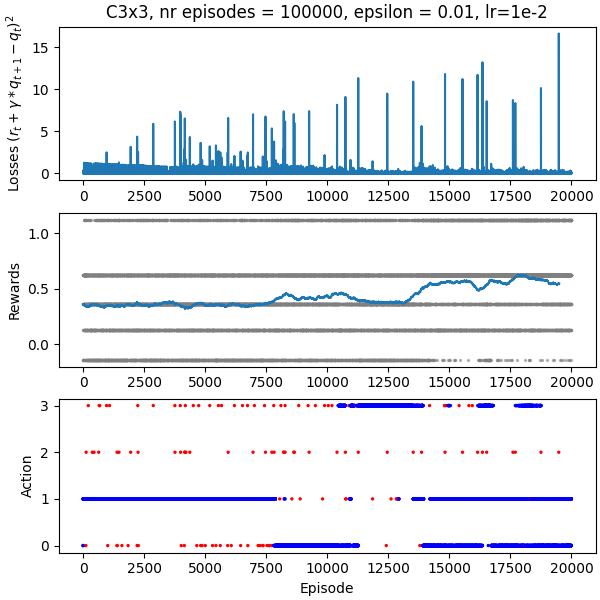 C3x3, nr episodes = 100000, epsilon = 0.01, lr=1e-2
Losses $(r_t + \gamma * q_{t+1} - q_t)^2$
15
10
5
0
0 2500 5000 7500 10000 12500 15000 17500 20000
Rewards
1.0
0.5
0.0
0 2500 5000 7500 10000 12500 15000 17500 20000
Action
3
2
1
0
0 2500 5000 7500 10000 12500 15000 17500 20000
Episode